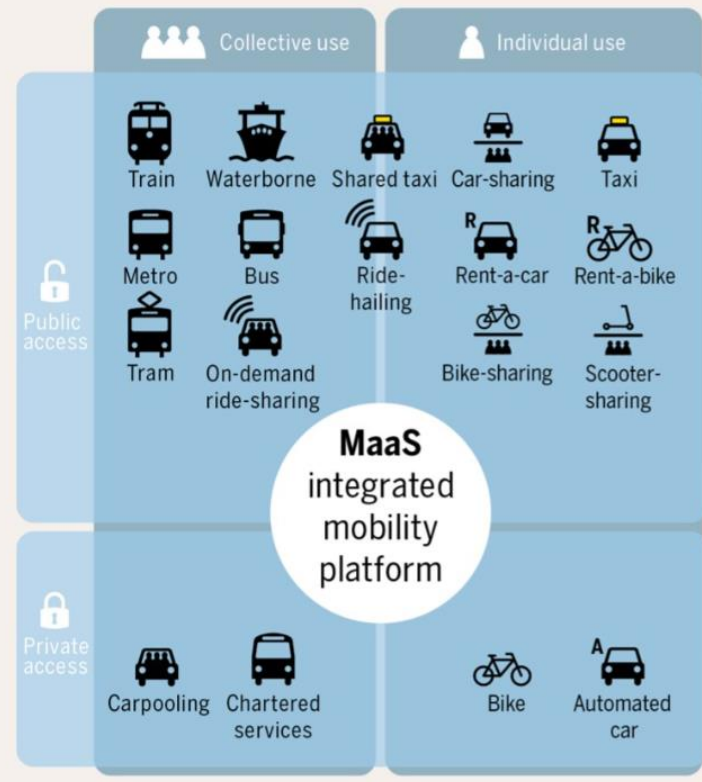 Collective use
Individual use
Public
access
Train
Waterborne
Shared taxi
Car-sharing
Taxi
Metro
Bus
Ride-
hailing
R
Rent-a-car
R
Rent-a-bike
Tram
On-demand
ride-sharing
Bike-sharing
Scooter-
sharing
MaaS
integrated
mobility
platform
Private
access
Carpooling
Chartered
services
Bike
A
Automated
car